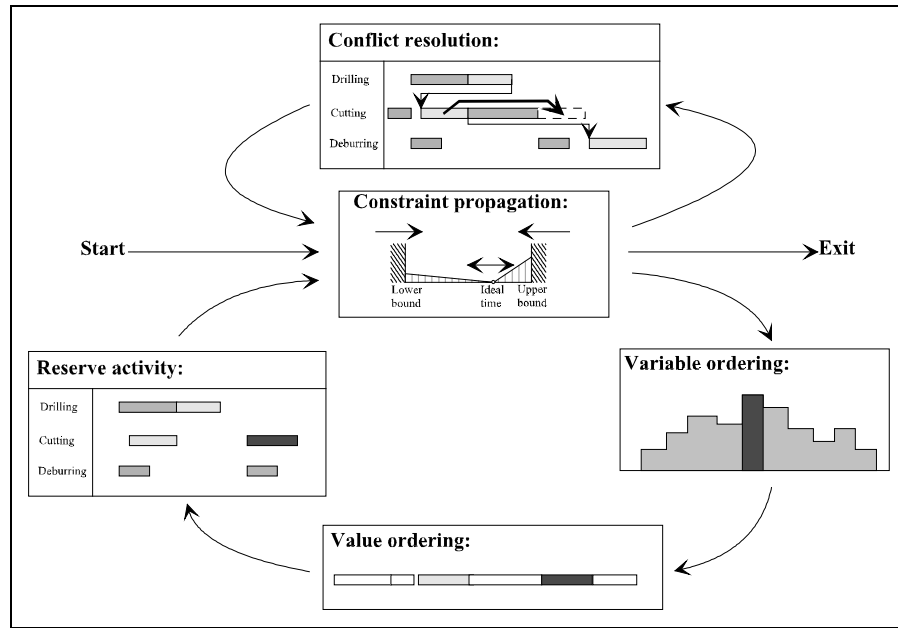 Conflict resolution:
Drilling
Cutting
Deburring
Constraint propagation:
Start
Exit
Lower bound
Ideal time
Upper bound
Reserve activity:
Drilling
Cutting
Deburring
Variable ordering:
Value ordering: